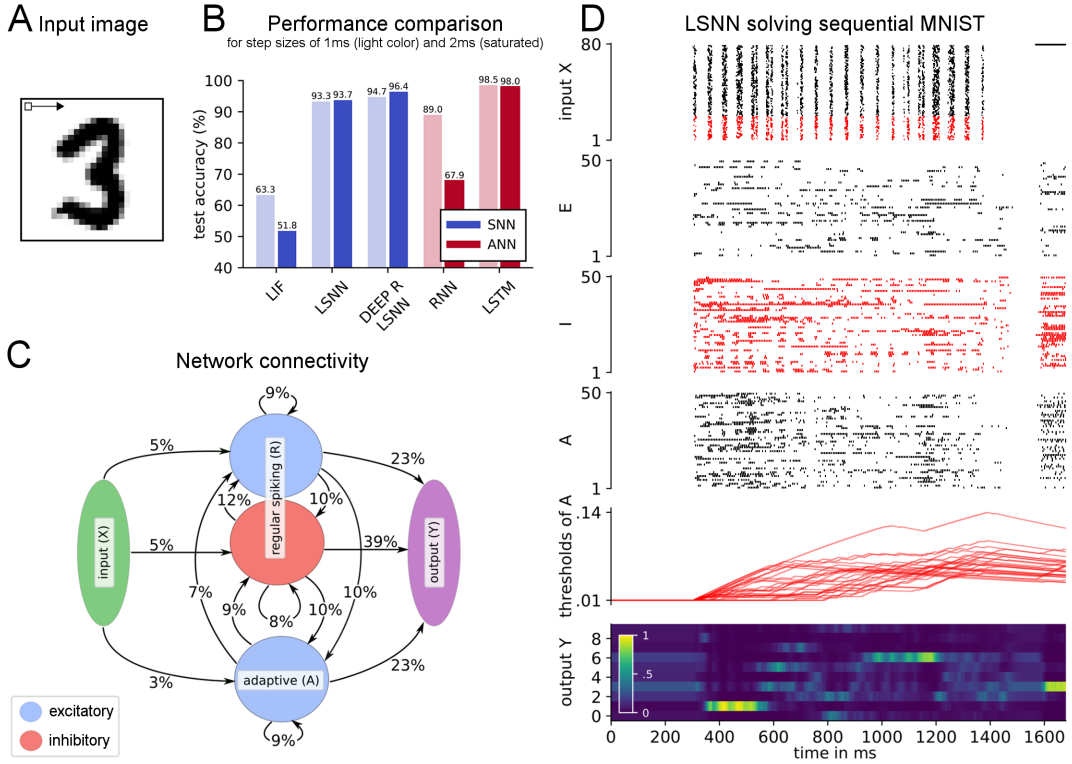 A Input image
B Performance comparison
for step sizes of 1ms (light color) and 2ms (saturated)
test accuracy (%)
100
90
80
70
60
50
40
63.3
51.8
93.3
93.7
94.7
96.4
89.0
67.9
98.5
98.0
SNN
ANN
LIF
LSNN
DEEP R
LSNN
RNN
LSTM
C Network connectivity
9%
5%
23%
regular spiking (R)
12%
10%
input (X)
5%
39%
output (Y)
7%
9%
8%
10%
10%
3%
adaptive (A)
23%
9%
excitatory
inhibitory
D LSNN solving sequential MNIST
input X
80
1
E
50
1
I
50
1
A
50
1
thresholds of A
.14
.01
output Y
8
6
4
2
0
1
.5
0
0
200
400
600
800
1000
1200
1400
1600
time in ms